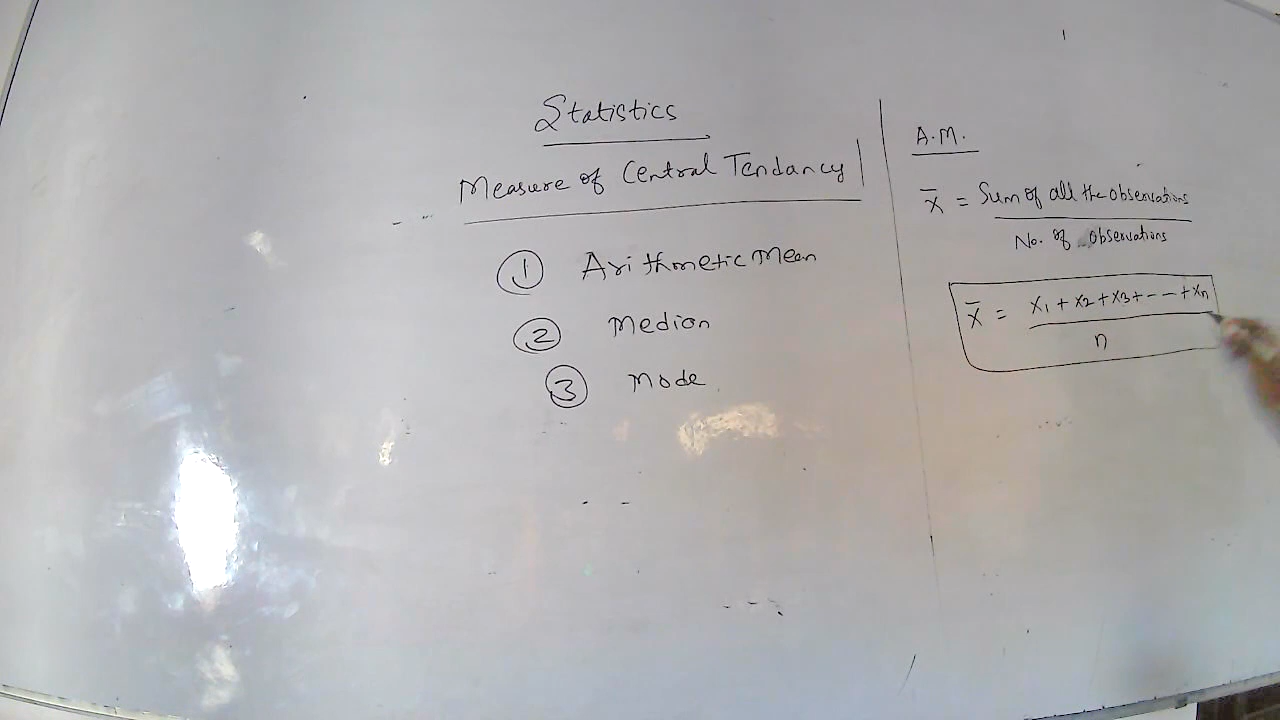 Statistics
Measure of Central Tendancy
① Arithmetic Mean
② Median
③ Mode
A.M.
x̄ = Sum of all the observations
No. of observations
x̄ = x₁ + x₂ + x₃ + --- + xₙ
n